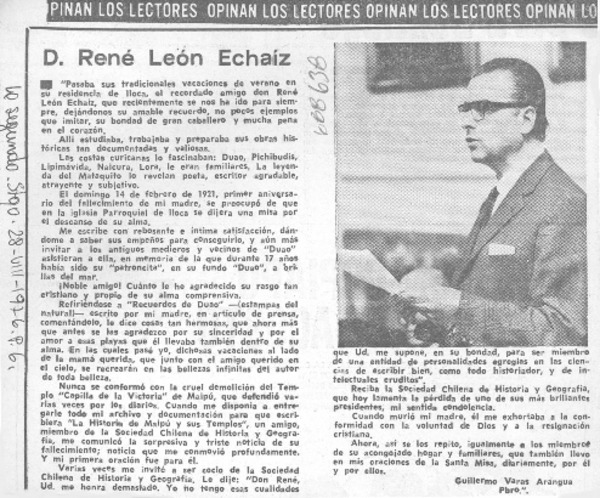 PINAN LOS LECTORES OPINAN LOS LECTORES OPINAN LOS LECTORES OPINAN LO
D. René León Echaíz
"Pasaba sus tradicionales vacaciones de verano en
su residencia de Iloca, el recordado amigo don René
León Echaíz, que recientemente se nos ha ido para siem-
pre, dejándonos su amable recuerdo, no pocos ejemplos
que imitar, su bondad de gran caballero y mucha pena
en el corazón.
Allí estudiaba, trabajaba y preparaba sus obras his-
tóricas tan documentadas y valiosas.
Las costas curicanas lo fascinaban: Duao, Pichibudis,
Lipimávida, Naicura, Lora, le eran familiares. La leyen-
da del Mataquito lo revelan poeta, escritor agradable,
atrayente y subjetivo.
El domingo 14 de febrero de 1971, primer aniversa-
rio del fallecimiento de mi madre, se preocupó de que
en la iglesia Parroquial de Iloca se dijera una misa por
el descanso de su alma.
Me escribe con rebosante e íntima satisfacción, dán-
dome a saber sus empeños para conseguirlo, y aún más
invitar a los antiguos medieros y vecinos de "Duao"
asistieran a ella, en memoria de la que durante 17 años
había sido su "patroncita", en su fundo "Duao", a ori-
llas del mar.
¡Noble amigo! Cuánto le he agradecido su rasgo tan
cristiano y propio de su alma comprensiva.
Refiriéndose a "Recuerdos de Duao" —(estampas del
natural)— escrito por mi madre, en artículo de prensa,
comentándolo, le dice cosas tan hermosas, que ahora más
que antes se las agradezco por su sinceridad y por el
amor a esas playas que él llevaba también dentro de su
alma. En las cuales pasé yo, dichosas vacaciones al lado
de la mamá querida, que junto con el amigo querido en
el cielo, se recrearán en las bellezas infinitas del autor
de toda belleza.
Nunca se conformó con la cruel demolición del Tem-
plo "Capilla de la Victoria" de Maipú, que defendió va-
rias veces por los diarios. Cuando me disponía a entre-
garle todo mi archivo y documentación para que escri-
biera "La Historia de Maipú y sus Templos", un amigo,
miembro de la Sociedad Chilena de Historia y Geogra-
fía, me comunicó la sorpresiva y triste noticia de su
fallecimiento; noticia que me conmovió profundamente.
Y mi primera oración fue para él.
Varias veces me invitó a ser socio de la Sociedad
Chilena de Historia y Geografía. Le dije: "Don René,
Ud. me honra demasiado. Yo no tengo esas cualidades
que Ud. me supone, en su bondad, para ser miembro
de una entidad de personalidades egregias en las cien-
cias de escribir bien, como todo historiador, y de in-
telectuales eruditos".
Reciba la Sociedad Chilena de Historia y Geografía,
que hoy lamenta la pérdida de uno de sus más brillantes
presidentes, mi sentida condolencia.
Cuando murió mi madre, él me exhortaba a la con-
formidad con la voluntad de Dios y a la resignación
cristiana.
Ahora, así se los repito, igualmente a los miembros
de su acongojado hogar y familiares, que también llevo
en mis oraciones de la Santa Misa, diariamente, por él
y por ellos.
Guillermo Varas Arangua
Pbro.".
608638
La Segunda. Stgo. 28-VIII-1976. P. 6.